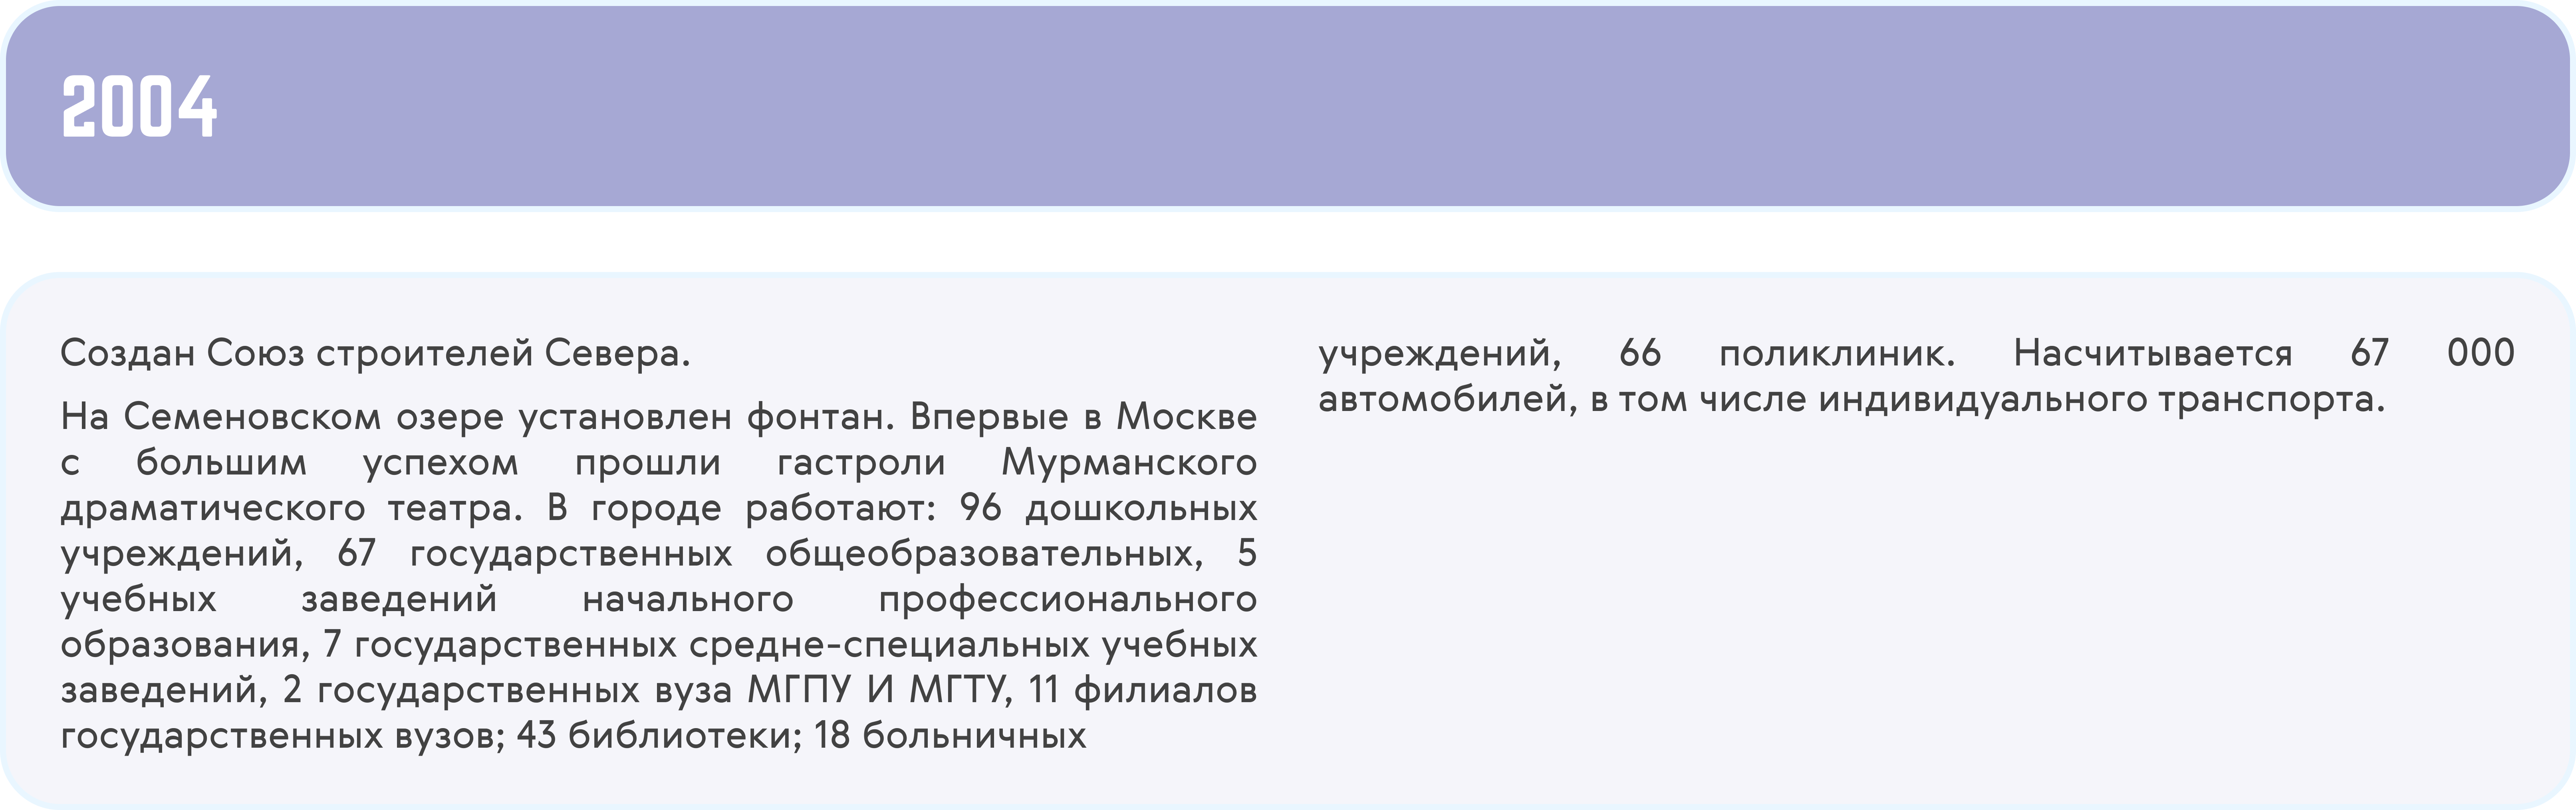 2004
Создан Союз строителей Севера.
На Семеновском озере установлен фонтан. Впервые в Москве
с большим успехом прошли гастроли Мурманского
драматического театра. В городе работают: 96 дошкольных
учреждений, 67 государственных общеобразовательных, 5
учебных заведений начального профессионального
образования, 7 государственных средне-специальных учебных
заведений, 2 государственных вуза МГПУ И МГТУ, 11 филиалов
государственных вузов; 43 библиотеки; 18 больничных
учреждений, 66 поликлиник. Насчитывается 67 000
автомобилей, в том числе индивидуального транспорта.